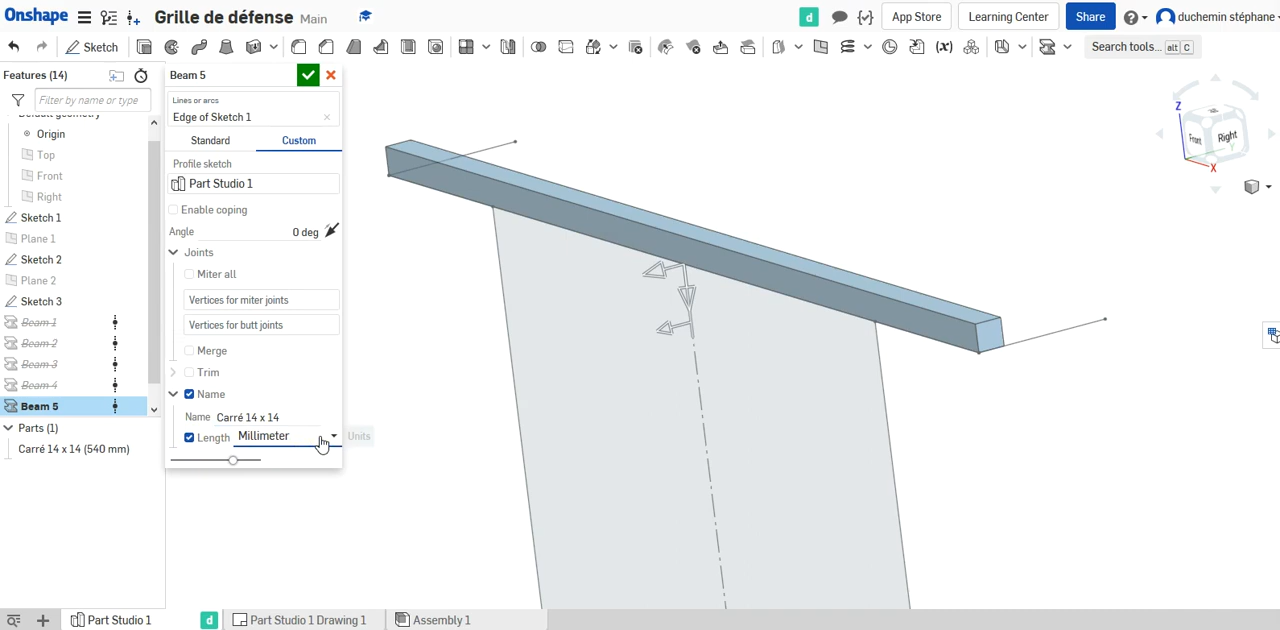 Onshape Grille de défense Main d App Store Learning Center Share duchemin stéphane
Sketch Search tools... alt C
Features (14)
Filter by name or type
Default geometry
Origin
Top
Front
Right
Sketch 1
Plane 1
Sketch 2
Plane 2
Sketch 3
Beam 1
Beam 2
Beam 3
Beam 4
Beam 5
Parts (1)
Carré 14 x 14 (540 mm)
Beam 5
Lines or arcs
Edge of Sketch 1
Standard Custom
Profile sketch
Part Studio 1
Enable coping
Angle 0 deg
Joints
Miter all
Vertices for miter joints
Vertices for butt joints
Merge
Trim
Name
Name Carré 14 x 14
Length Millimeter Units
Z
Front Right
Y
X
Part Studio 1 d Part Studio 1 Drawing 1 Assembly 1